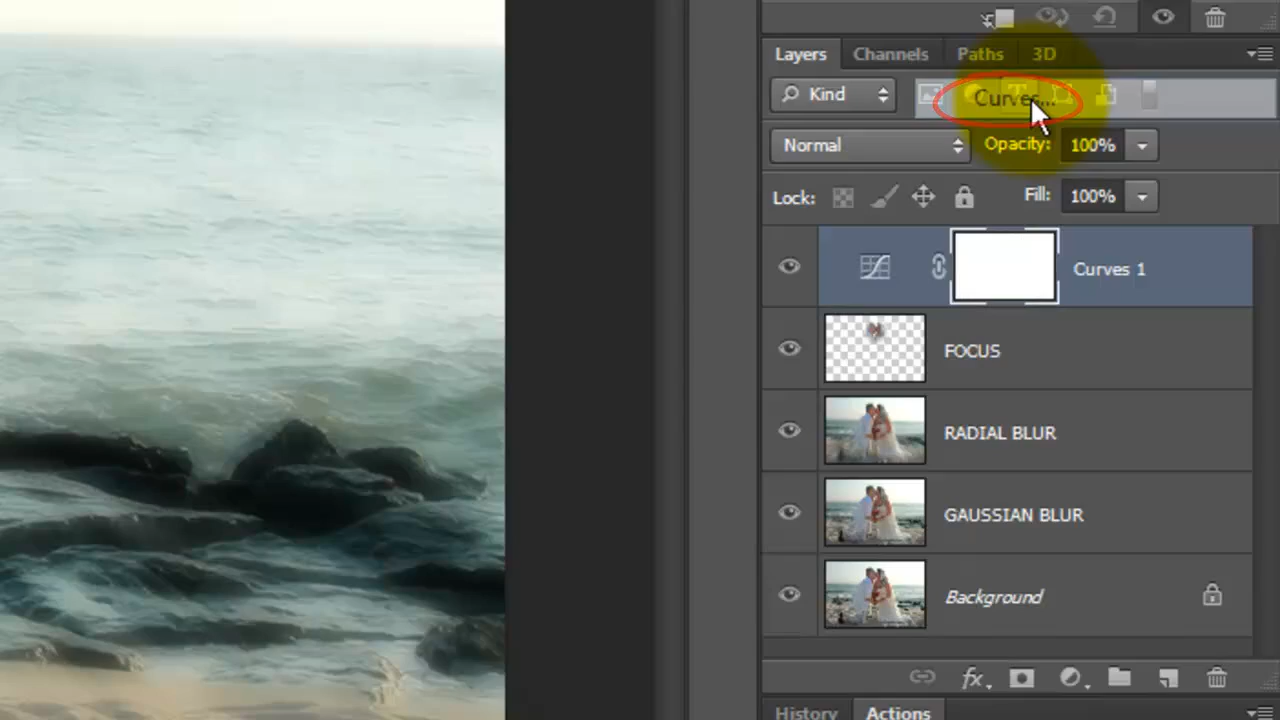 Layers Channels Paths 3D
Kind
Curves...
Normal Opacity: 100%
Lock: Fill: 100%
Curves 1
FOCUS
RADIAL BLUR
GAUSSIAN BLUR
Background
fx
History Actions